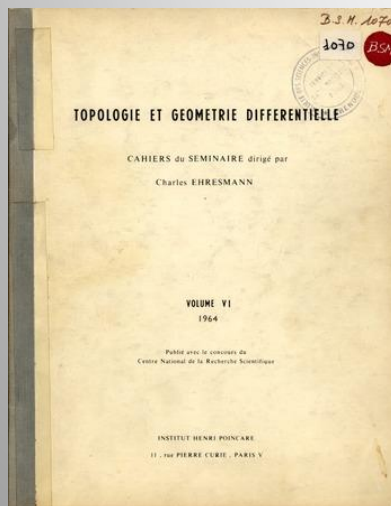 B.S.M. 1070
1070
BSM
TOPOLOGIE ET GEOMETRIE DIFFERENTIELLE
CAHIERS du SEMINAIRE dirigé par
Charles EHRESMANN
VOLUME VI
1964
Publié avec le concours du
Centre National de la Recherche Scientifique
INSTITUT HENRI POINCARE
11, rue PIERRE CURIE, PARIS V